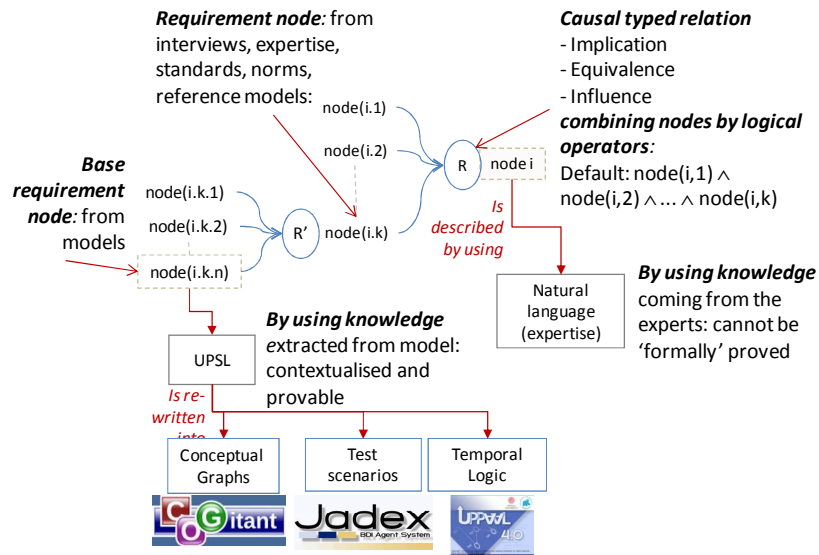 Requirement node: from
interviews, expertise,
standards, norms,
reference models:
Causal typed relation
- Implication
- Equivalence
- Influence
combining nodes by logical
operators:
Default: node(i,1) ∧
node(i,2) ∧ ... ∧ node(i,k)
node(i.1)
node(i.2)
node(i.k)
R
node i
Base
requirement
node: from
models
node(i.k.1)
node(i.k.2)
node(i.k.n)
R'
Is
described
by using
Natural
language
(expertise)
By using knowledge
coming from the
experts: cannot be
'formally' proved
UPSL
By using knowledge
extracted from model:
contextualised and
provable
Is re-
written
into
Conceptual
Graphs
Test
scenarios
Temporal
Logic
COGitant
Jadex
BDI Agent System
UPPAAL
4.0